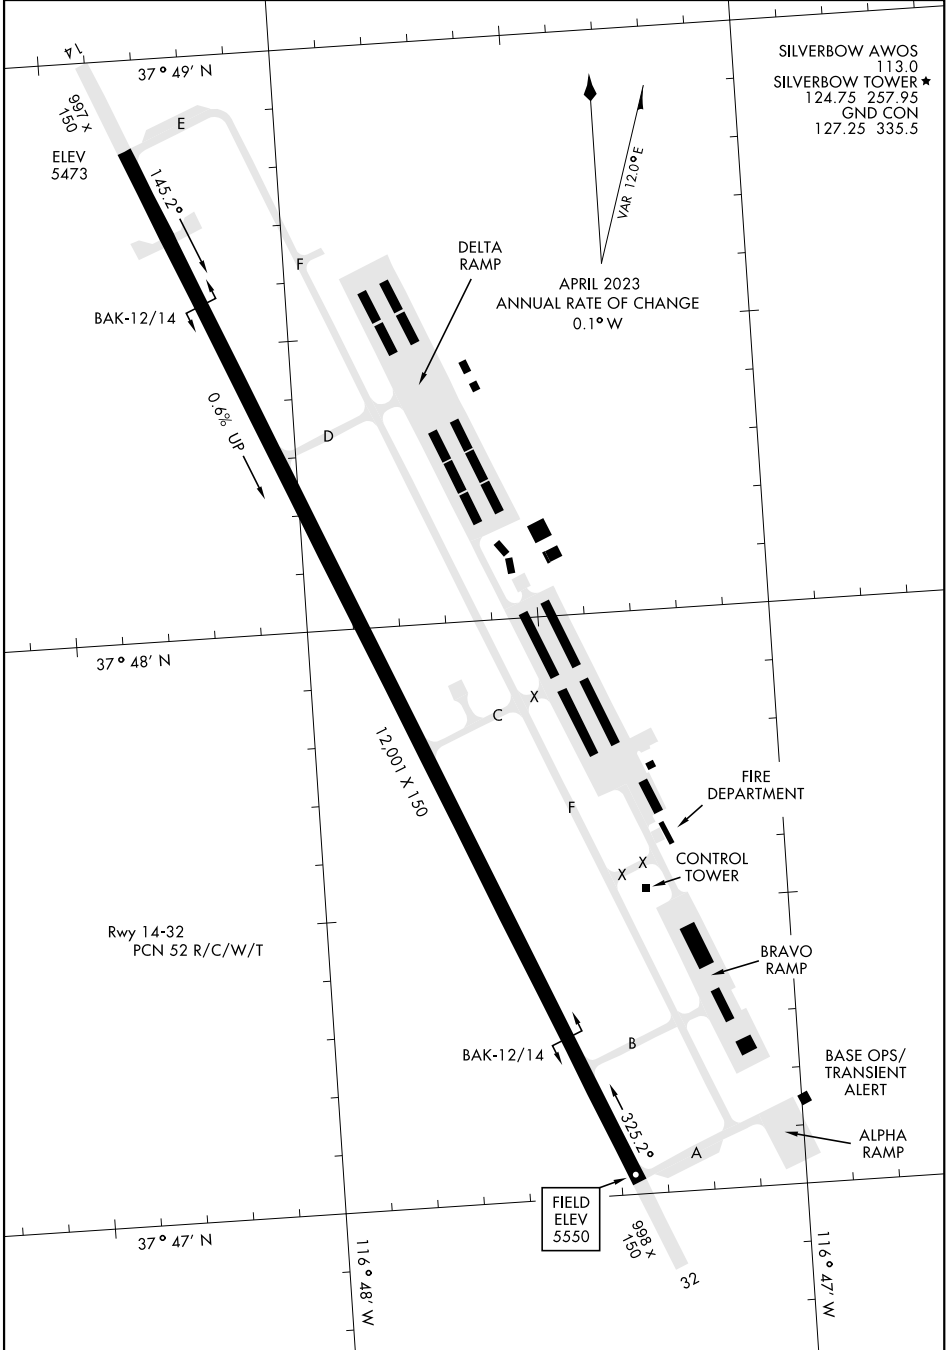 SILVERBOW AWOS
113.0
SILVERBOW TOWER ★
124.75 257.95
GND CON
127.25 335.5
14
37° 49' N
997 X
150
E
ELEV
5473
145.2°
VAR 12.0° E
DELTA
RAMP
F
APRIL 2023
ANNUAL RATE OF CHANGE
0.1° W
BAK-12/14
0.6% UP
D
37° 48' N
X
C
12,001 X 150
FIRE
DEPARTMENT
F
X
X
CONTROL
TOWER
Rwy 14-32
PCN 52 R/C/W/T
BRAVO
RAMP
B
BAK-12/14
BASE OPS/
TRANSIENT
ALERT
325.2°
A
ALPHA
RAMP
FIELD
ELEV
5550
998 X
150
37° 47' N
116° 48' W
116° 47' W
32